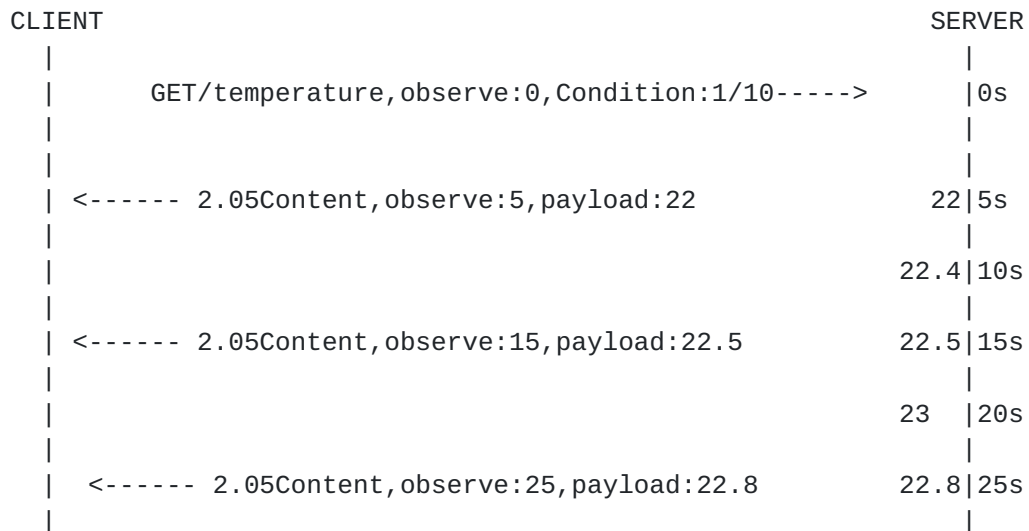 CLIENT SERVER
| |
| GET/temperature,observe:0,Condition:1/10-----> |0s
| |
| |
| <------ 2.05Content,observe:5,payload:22 22|5s
| |
| 22.4|10s
| |
| <------ 2.05Content,observe:15,payload:22.5 22.5|15s
| |
| 23 |20s
| |
| <------ 2.05Content,observe:25,payload:22.8 22.8|25s
| |